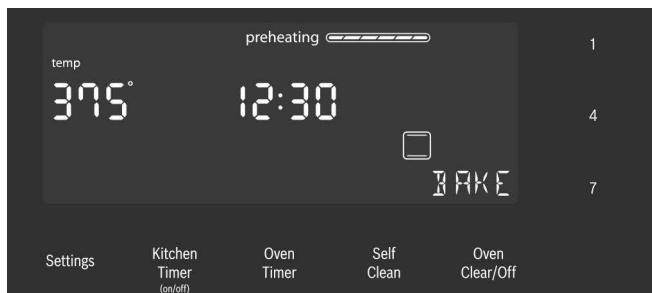 preheating
1
temp
375°
12:30
4
BAKE
7
Settings
Kitchen
Timer
(on/off)
Oven
Timer
Self
Clean
Oven
Clear/Off